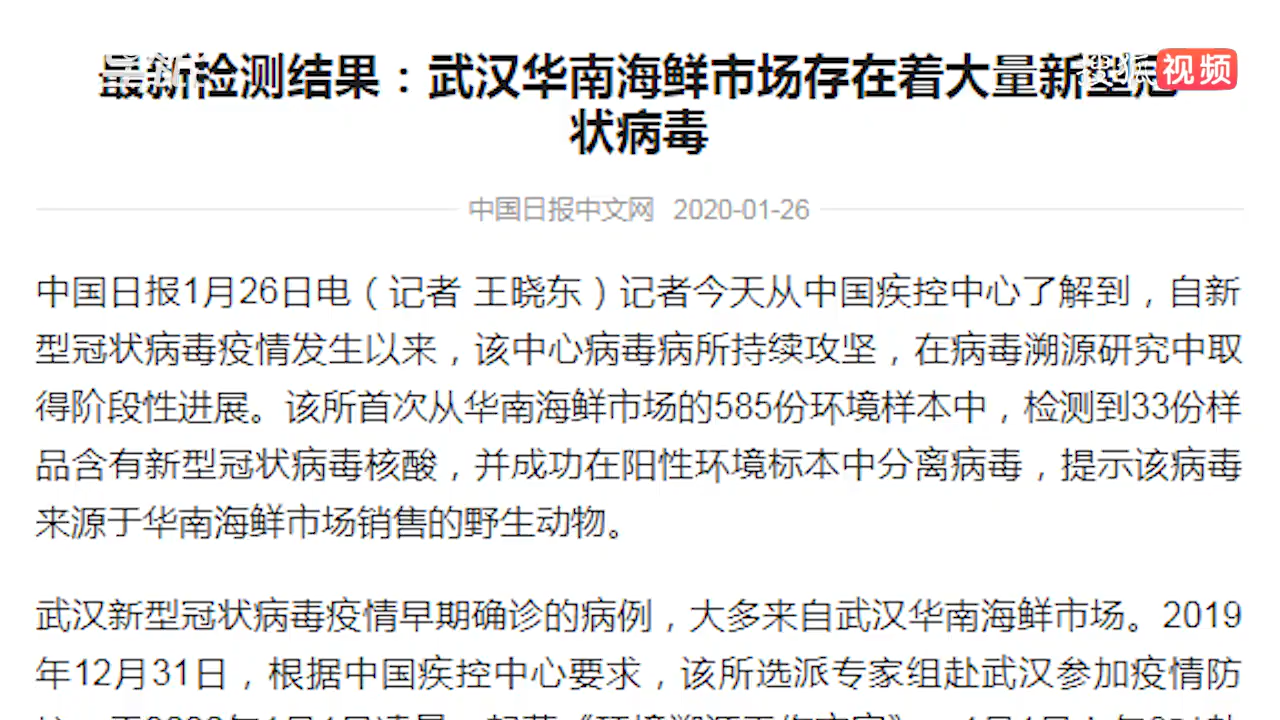 最新检测结果：武汉华南海鲜市场存在着大量新型冠
状病毒
搜狐视频
中国日报中文网 2020-01-26
中国日报1月26日电（记者 王晓东）记者今天从中国疾控中心了解到，自新
型冠状病毒疫情发生以来，该中心病毒病所持续攻坚，在病毒溯源研究中取
得阶段性进展。该所首次从华南海鲜市场的585份环境样本中，检测到33份样
品含有新型冠状病毒核酸，并成功在阳性环境标本中分离病毒，提示该病毒
来源于华南海鲜市场销售的野生动物。
武汉新型冠状病毒疫情早期确诊的病例，大多来自武汉华南海鲜市场。2019
年12月31日，根据中国疾控中心要求，该所选派专家组赴武汉参加疫情防